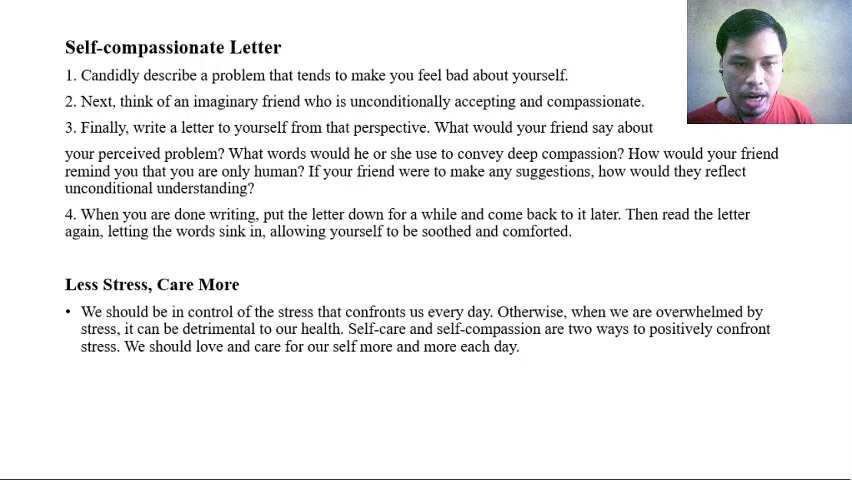 Self-compassionate Letter
1. Candidly describe a problem that tends to make you feel bad about yourself.
2. Next, think of an imaginary friend who is unconditionally accepting and compassionate.
3. Finally, write a letter to yourself from that perspective. What would your friend say about
your perceived problem? What words would he or she use to convey deep compassion? How would your friend
remind you that you are only human? If your friend were to make any suggestions, how would they reflect
unconditional understanding?
4. When you are done writing, put the letter down for a while and come back to it later. Then read the letter
again, letting the words sink in, allowing yourself to be soothed and comforted.
Less Stress, Care More
• We should be in control of the stress that confronts us every day. Otherwise, when we are overwhelmed by
stress, it can be detrimental to our health. Self-care and self-compassion are two ways to positively confront
stress. We should love and care for our self more and more each day.